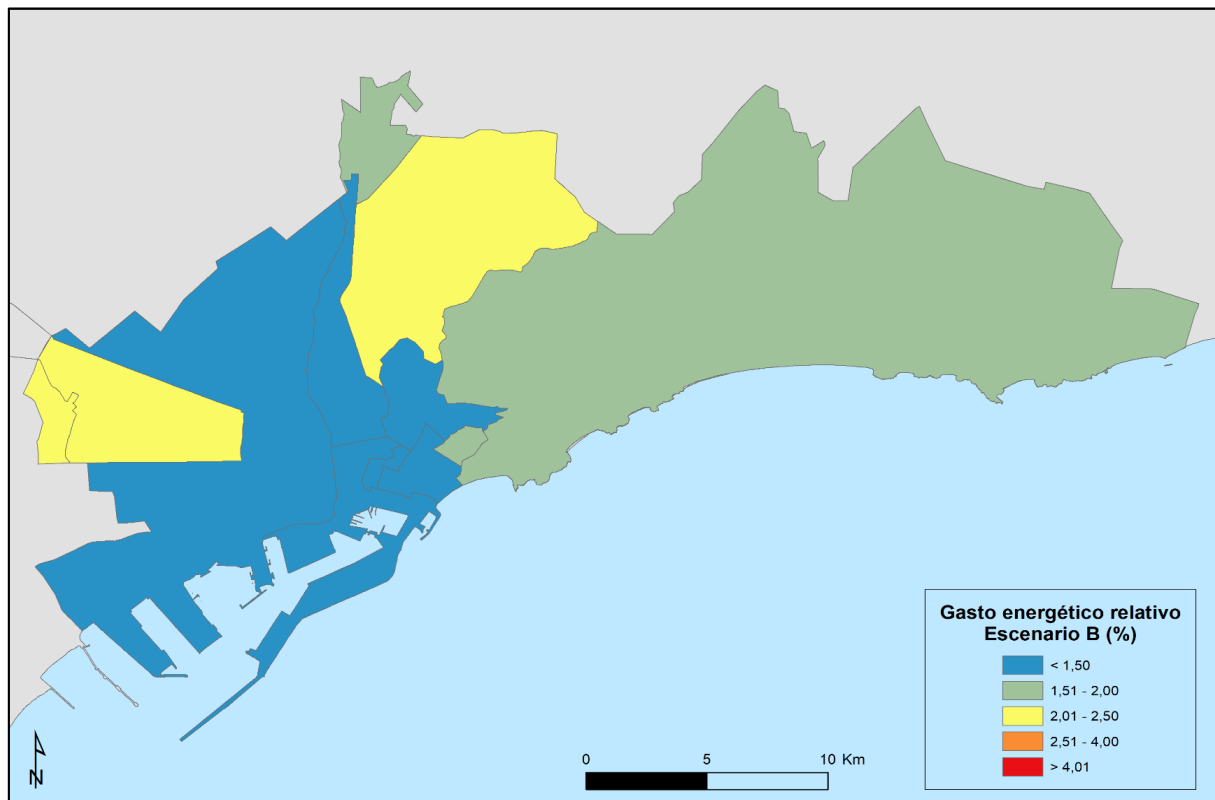 Gasto energético relativo
Escenario B (%)
< 1,50
1,51 - 2,00
2,01 - 2,50
2,51 - 4,00
> 4,01
0 5 10 Km
N